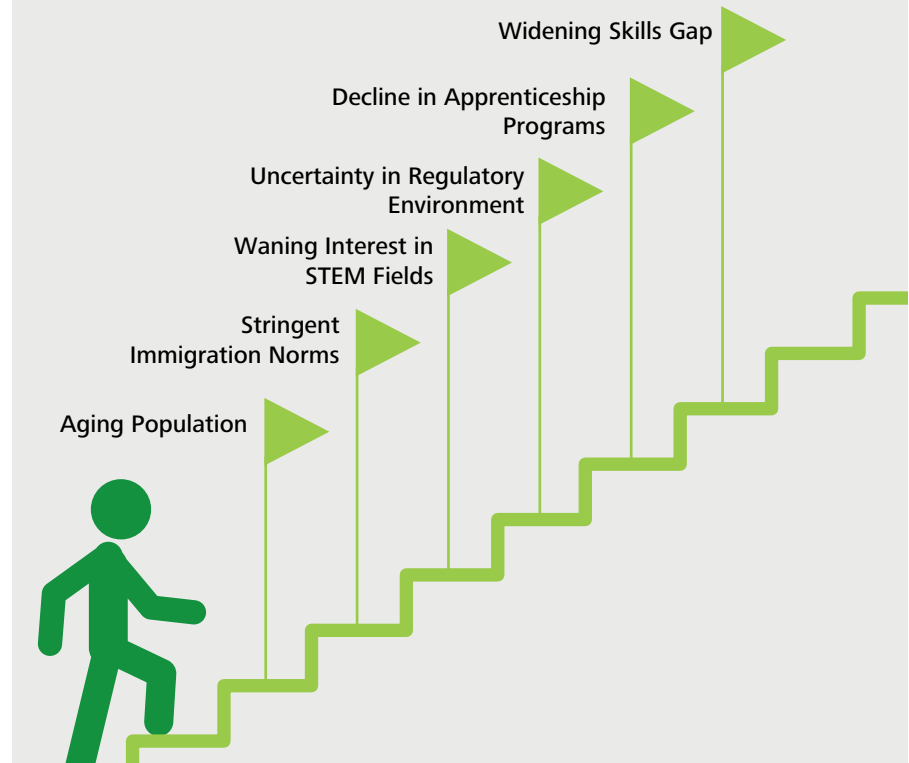 Widening Skills Gap
Decline in Apprenticeship
Programs
Uncertainty in Regulatory
Environment
Waning Interest in
STEM Fields
Stringent
Immigration Norms
Aging Population